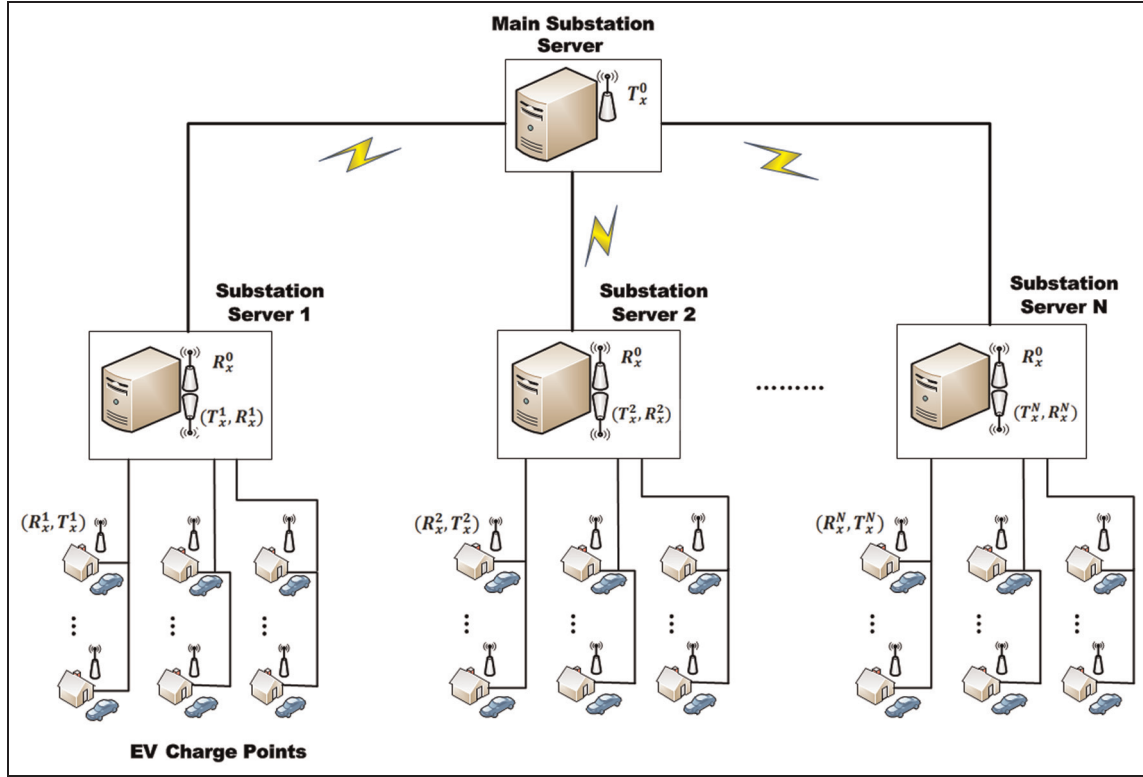 Main Substation
Server
T_x^0
Substation
Server 1
Substation
Server 2
Substation
Server N
R_x^0
(T_x^1, R_x^1)
R_x^0
(T_x^2, R_x^2)
.........
R_x^0
(T_x^N, R_x^N)
(R_x^1, T_x^1)
(R_x^2, T_x^2)
(R_x^N, T_x^N)
EV Charge Points